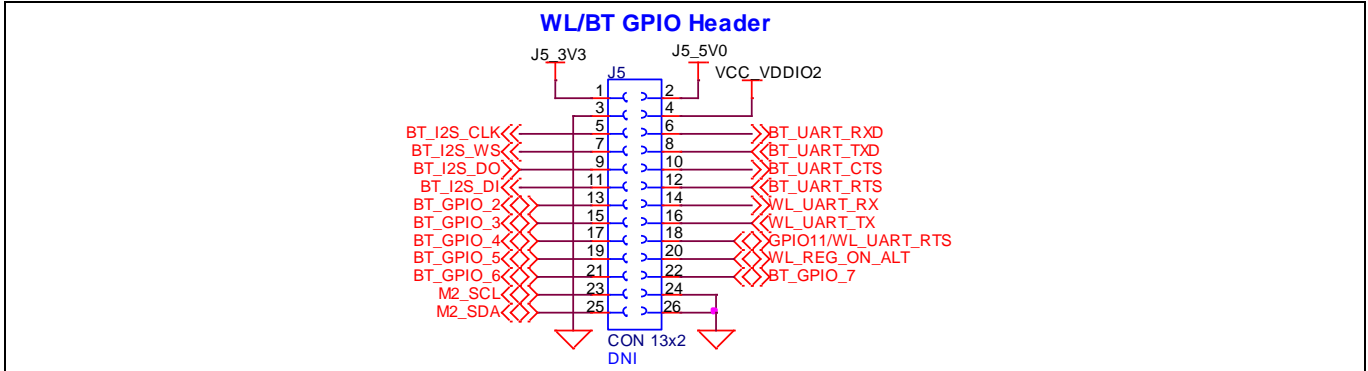 WL/BT GPIO Header
J5_3V3
J5_5V0
VCC_VDDIO2
J5
1 2
3 4
BT_I2S_CLK 5 6 BT_UART_RXD
BT_I2S_WS 7 8 BT_UART_TXD
BT_I2S_DO 9 10 BT_UART_CTS
BT_I2S_DI 11 12 BT_UART_RTS
BT_GPIO_2 13 14 WL_UART_RX
BT_GPIO_3 15 16 WL_UART_TX
BT_GPIO_4 17 18 GPIO11/WL_UART_RTS
BT_GPIO_5 19 20 WL_REG_ON_ALT
BT_GPIO_6 21 22 BT_GPIO_7
M2_SCL 23 24
M2_SDA 25 26
CON 13x2
DNI